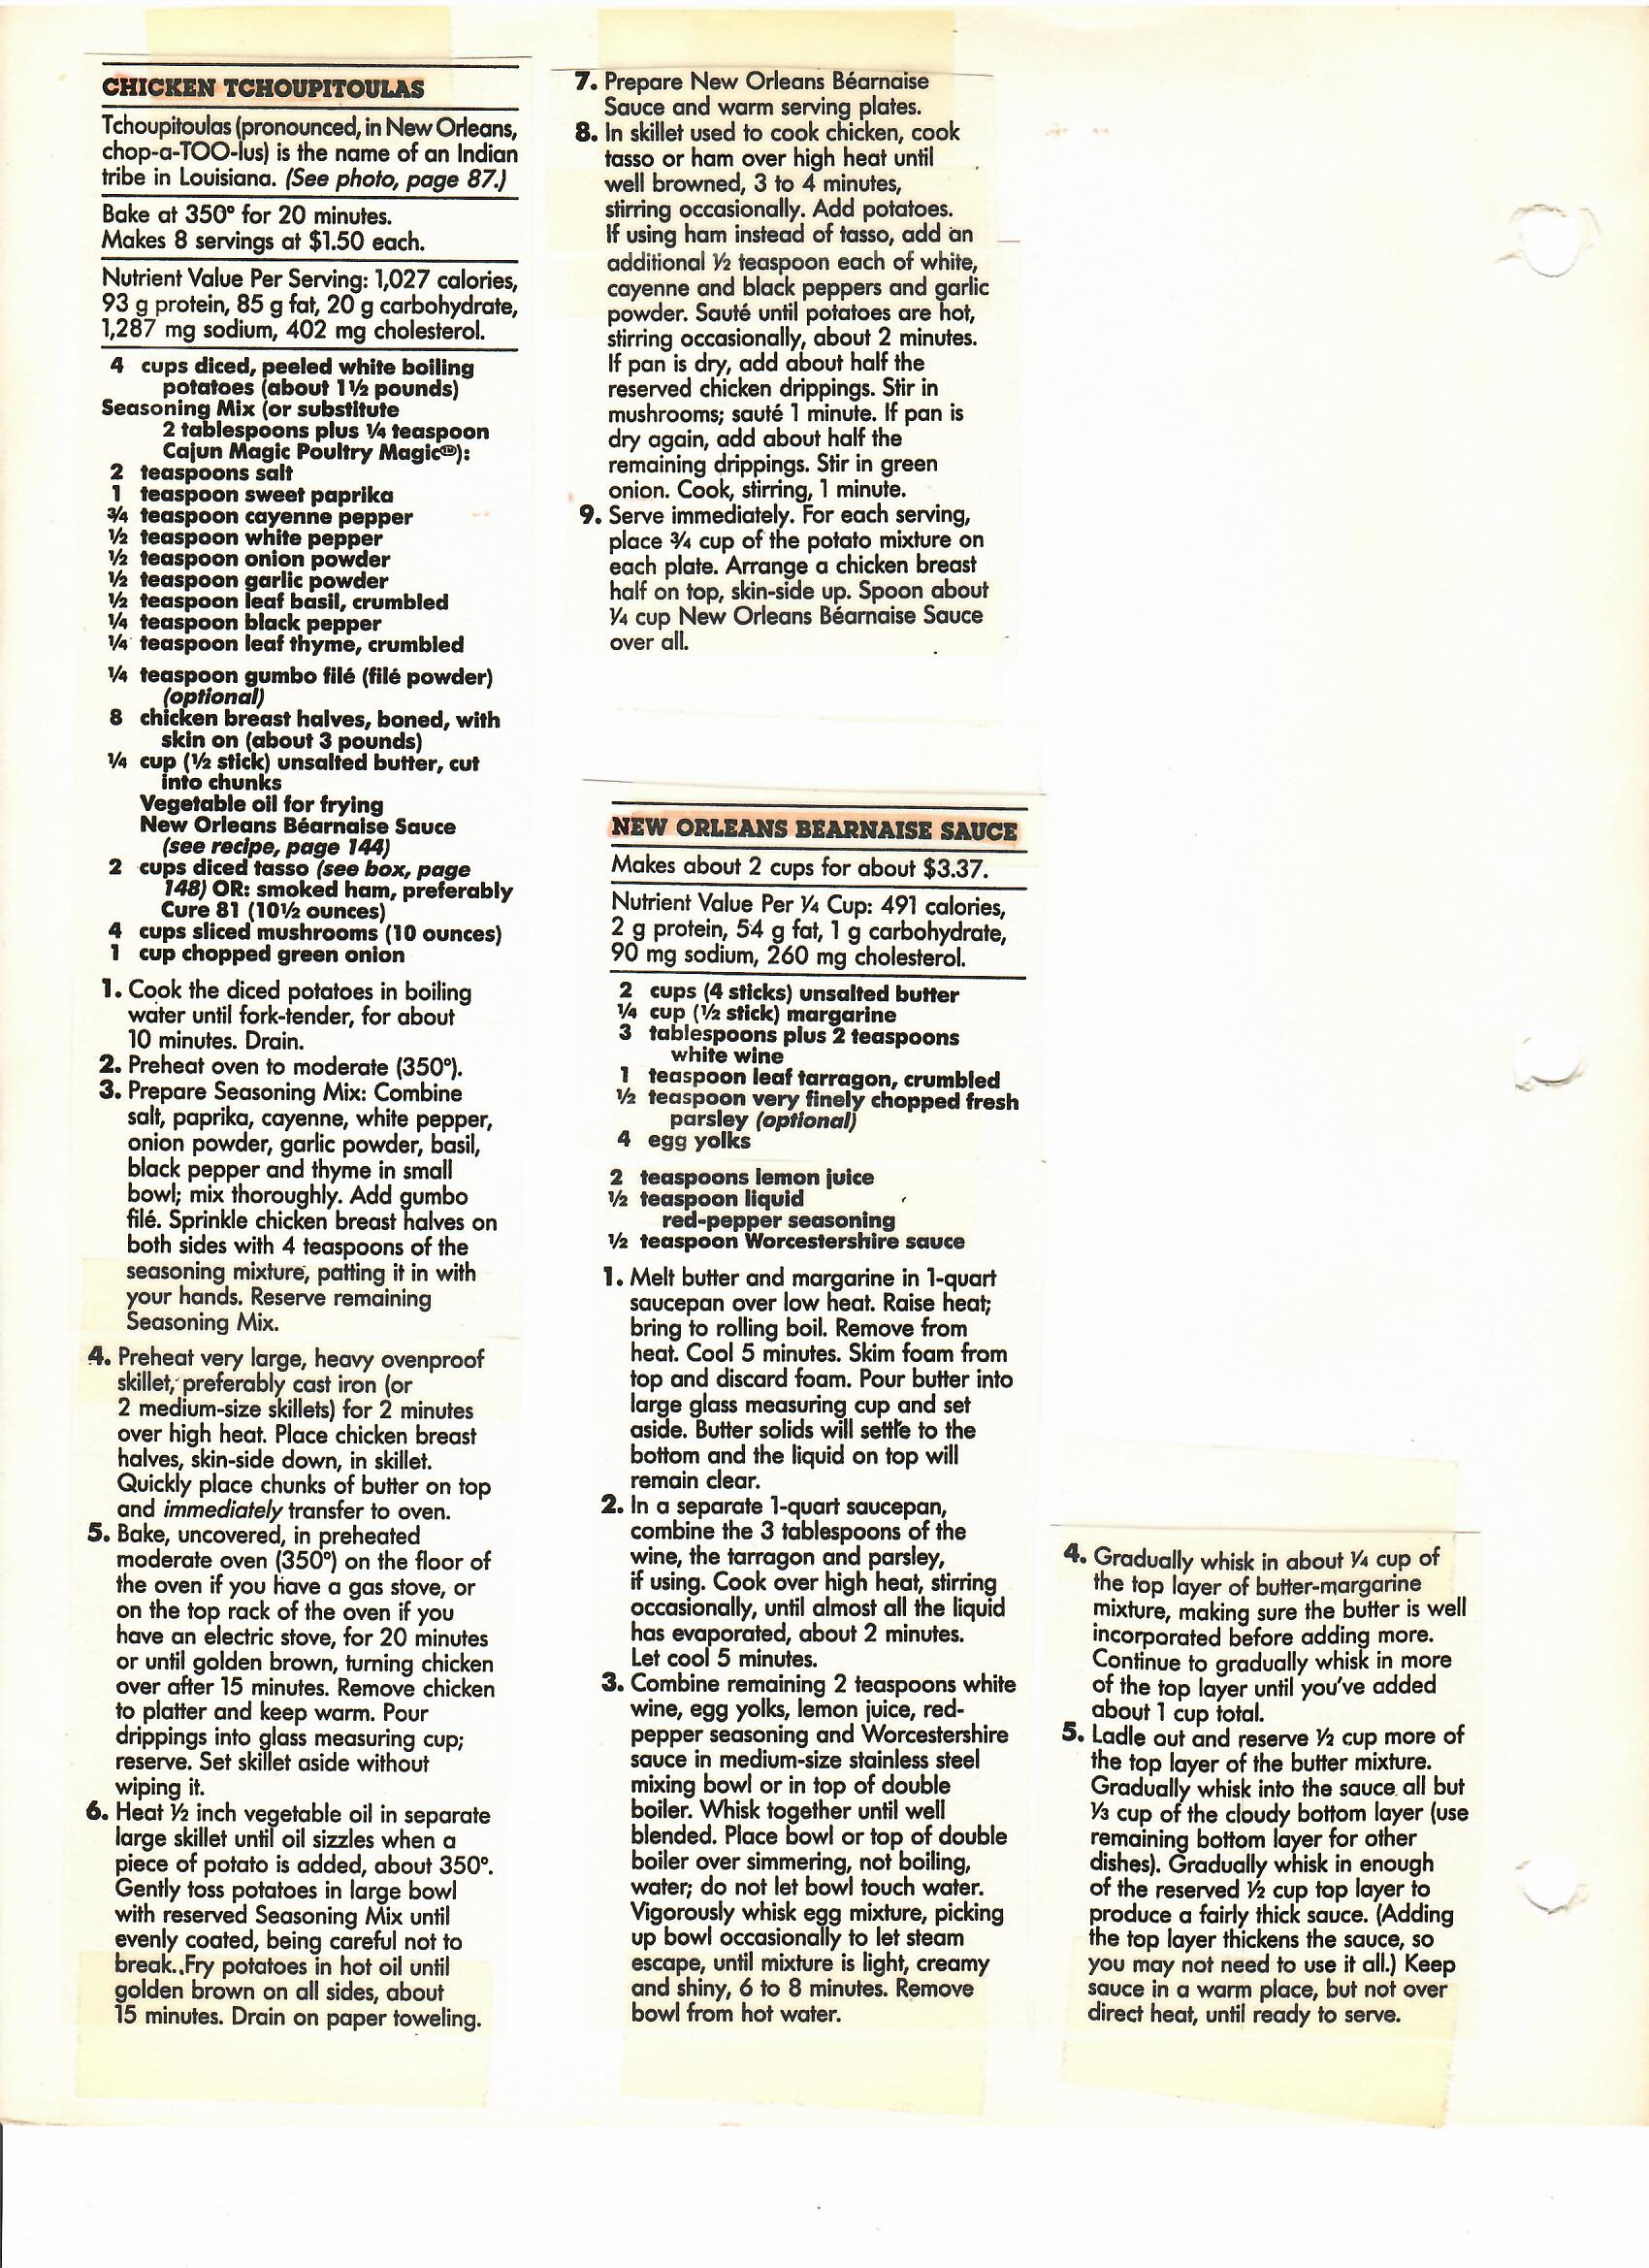 CHICKEN TCHOUPITOULAS
Tchoupitoulas (pronounced, in New Orleans,
chop-a-TOO-lus) is the name of an Indian
tribe in Louisiana. (See photo, page 87.)
Bake at 350° for 20 minutes.
Makes 8 servings at $1.50 each.
Nutrient Value Per Serving: 1,027 calories,
93 g protein, 85 g fat, 20 g carbohydrate,
1,287 mg sodium, 402 mg cholesterol.
4 cups diced, peeled white boiling
potatoes (about 1½ pounds)
Seasoning Mix (or substitute
2 tablespoons plus ¼ teaspoon
Cajun Magic Poultry Magic™):
2 teaspoons salt
1 teaspoon sweet paprika
¾ teaspoon cayenne pepper
½ teaspoon white pepper
½ teaspoon onion powder
½ teaspoon garlic powder
½ teaspoon leaf basil, crumbled
¼ teaspoon black pepper
¼ teaspoon leaf thyme, crumbled
¼ teaspoon gumbo filé (filé powder)
(optional)
8 chicken breast halves, boned, with
skin on (about 3 pounds)
¼ cup (½ stick) unsalted butter, cut
into chunks
Vegetable oil for frying
New Orleans Béarnaise Sauce
(see recipe, page 144)
2 cups diced tasso (see box, page
148) OR: smoked ham, preferably
Cure 81 (10½ ounces)
4 cups sliced mushrooms (10 ounces)
1 cup chopped green onion
1. Cook the diced potatoes in boiling
water until fork-tender, for about
10 minutes. Drain.
2. Preheat oven to moderate (350°).
3. Prepare Seasoning Mix: Combine
salt, paprika, cayenne, white pepper,
onion powder, garlic powder, basil,
black pepper and thyme in small
bowl; mix thoroughly. Add gumbo
filé. Sprinkle chicken breast halves on
both sides with 4 teaspoons of the
seasoning mixture, patting it in with
your hands. Reserve remaining
Seasoning Mix.
4. Preheat very large, heavy ovenproof
skillet, preferably cast iron (or
2 medium-size skillets) for 2 minutes
over high heat. Place chicken breast
halves, skin-side down, in skillet.
Quickly place chunks of butter on top
and immediately transfer to oven.
5. Bake, uncovered, in preheated
moderate oven (350°) on the floor of
the oven if you have a gas stove, or
on the top rack of the oven if you
have an electric stove, for 20 minutes
or until golden brown, turning chicken
over after 15 minutes. Remove chicken
to platter and keep warm. Pour
drippings into glass measuring cup;
reserve. Set skillet aside without
wiping it.
6. Heat ½ inch vegetable oil in separate
large skillet until oil sizzles when a
piece of potato is added, about 350°.
Gently toss potatoes in large bowl
with reserved Seasoning Mix until
evenly coated, being careful not to
break. Fry potatoes in hot oil until
golden brown on all sides, about
15 minutes. Drain on paper toweling.
7. Prepare New Orleans Béarnaise
Sauce and warm serving plates.
8. In skillet used to cook chicken, cook
tasso or ham over high heat until
well browned, 3 to 4 minutes,
stirring occasionally. Add potatoes.
If using ham instead of tasso, add an
additional ½ teaspoon each of white,
cayenne and black peppers and garlic
powder. Sauté until potatoes are hot,
stirring occasionally, about 2 minutes.
If pan is dry, add about half the
reserved chicken drippings. Stir in
mushrooms; sauté 1 minute. If pan is
dry again, add about half the
remaining drippings. Stir in green
onion. Cook, stirring, 1 minute.
9. Serve immediately. For each serving,
place ¾ cup of the potato mixture on
each plate. Arrange a chicken breast
half on top, skin-side up. Spoon about
¼ cup New Orleans Béarnaise Sauce
over all.
NEW ORLEANS BEARNAISE SAUCE
Makes about 2 cups for about $3.37.
Nutrient Value Per ¼ Cup: 491 calories,
2 g protein, 54 g fat, 1 g carbohydrate,
90 mg sodium, 260 mg cholesterol.
2 cups (4 sticks) unsalted butter
¼ cup (½ stick) margarine
3 tablespoons plus 2 teaspoons
white wine
1 teaspoon leaf tarragon, crumbled
½ teaspoon very finely chopped fresh
parsley (optional)
4 egg yolks
2 teaspoons lemon juice
½ teaspoon liquid
red-pepper seasoning
½ teaspoon Worcestershire sauce
1. Melt butter and margarine in 1-quart
saucepan over low heat. Raise heat;
bring to rolling boil. Remove from
heat. Cool 5 minutes. Skim foam from
top and discard foam. Pour butter into
large glass measuring cup and set
aside. Butter solids will settle to the
bottom and the liquid on top will
remain clear.
2. In a separate 1-quart saucepan,
combine the 3 tablespoons of the
wine, the tarragon and parsley,
if using. Cook over high heat, stirring
occasionally, until almost all the liquid
has evaporated, about 2 minutes.
Let cool 5 minutes.
3. Combine remaining 2 teaspoons white
wine, egg yolks, lemon juice, red-
pepper seasoning and Worcestershire
sauce in medium-size stainless steel
mixing bowl or in top of double
boiler. Whisk together until well
blended. Place bowl or top of double
boiler over simmering, not boiling,
water; do not let bowl touch water.
Vigorously whisk egg mixture, picking
up bowl occasionally to let steam
escape, until mixture is light, creamy
and shiny, 6 to 8 minutes. Remove
bowl from hot water.
4. Gradually whisk in about ¼ cup of
the top layer of butter-margarine
mixture, making sure the butter is well
incorporated before adding more.
Continue to gradually whisk in more
of the top layer until you've added
about 1 cup total.
5. Ladle out and reserve ½ cup more of
the top layer of the butter mixture.
Gradually whisk into the sauce all but
⅓ cup of the cloudy bottom layer (use
remaining bottom layer for other
dishes). Gradually whisk in enough
of the reserved ½ cup top layer to
produce a fairly thick sauce. (Adding
the top layer thickens the sauce, so
you may not need to use it all.) Keep
sauce in a warm place, but not over
direct heat, until ready to serve.